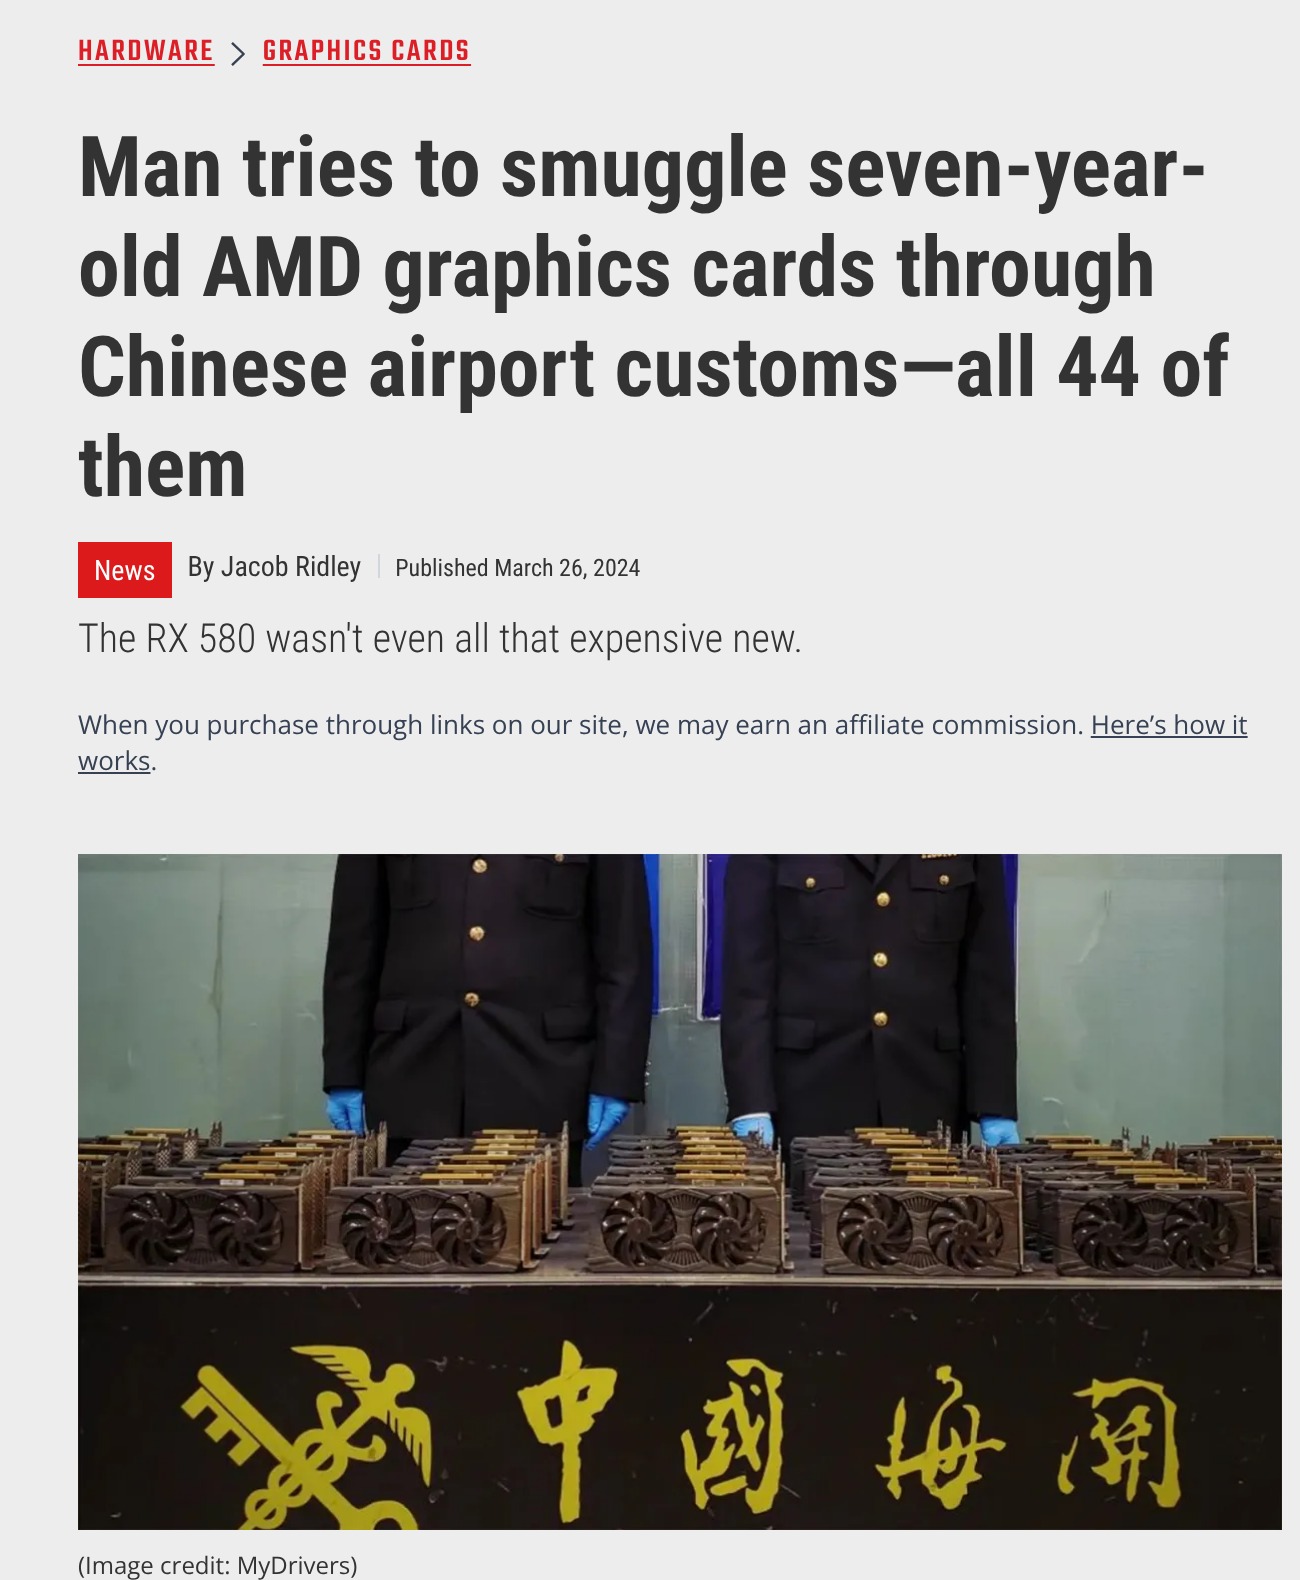 HARDWARE > GRAPHICS CARDS
Man tries to smuggle seven-year-
old AMD graphics cards through
Chinese airport customs—all 44 of
them
News By Jacob Ridley | Published March 26, 2024
The RX 580 wasn't even all that expensive new.
When you purchase through links on our site, we may earn an affiliate commission. Here’s how it
works.
中國海関
(Image credit: MyDrivers)